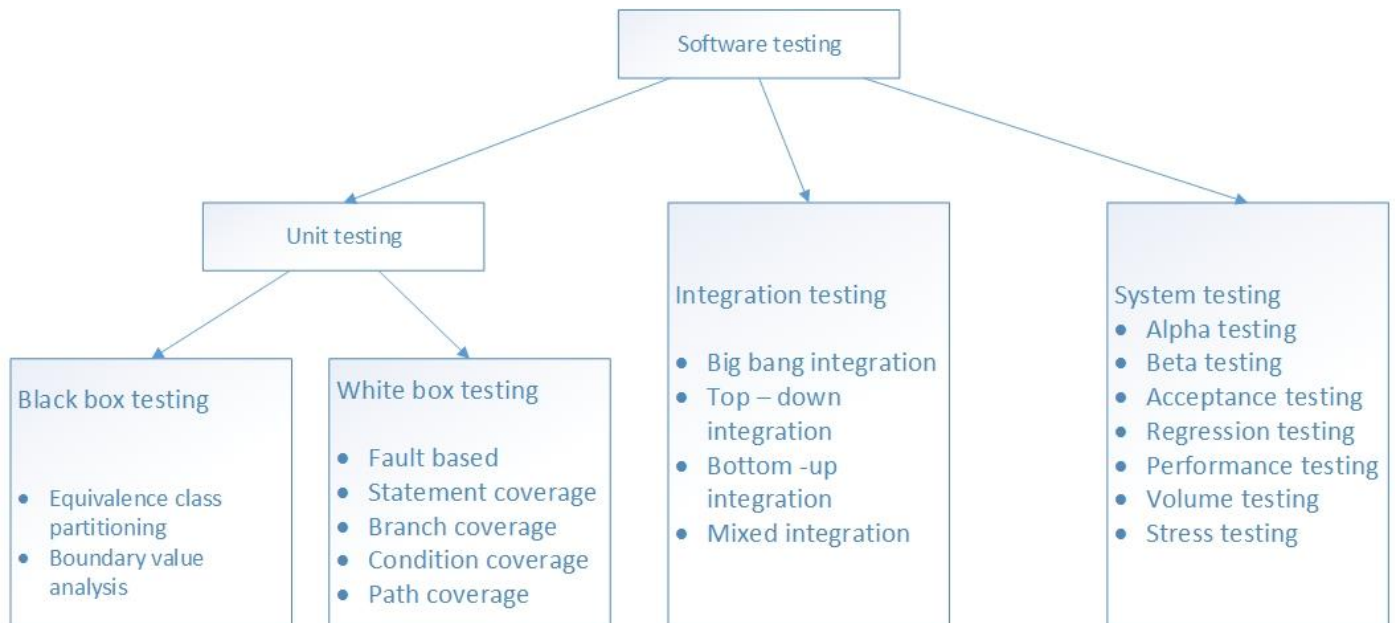 Software testing
Unit testing
Black box testing
● Equivalence class
partitioning
● Boundary value
analysis
White box testing
● Fault based
● Statement coverage
● Branch coverage
● Condition coverage
● Path coverage
Integration testing
● Big bang integration
● Top – down
integration
● Bottom -up
integration
● Mixed integration
System testing
● Alpha testing
● Beta testing
● Acceptance testing
● Regression testing
● Performance testing
● Volume testing
● Stress testing